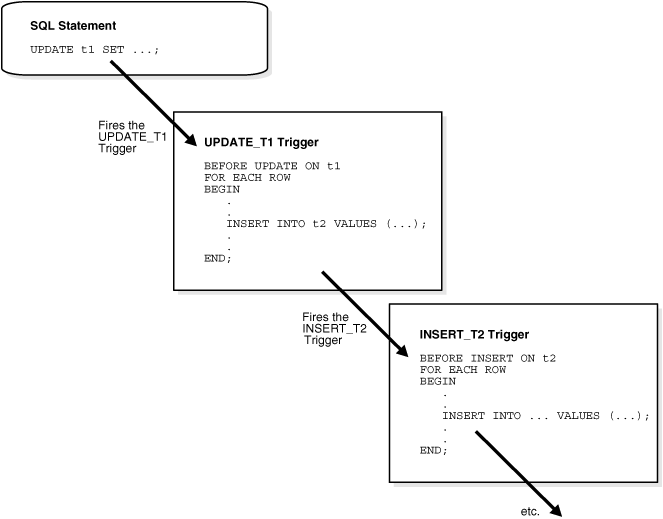 SQL Statement
UPDATE t1 SET ...;
Fires the
UPDATE_T1
Trigger
UPDATE_T1 Trigger
BEFORE UPDATE ON t1
FOR EACH ROW
BEGIN
.
.
INSERT INTO t2 VALUES (...);
.
.
END;
Fires the
INSERT_T2
Trigger
INSERT_T2 Trigger
BEFORE INSERT ON t2
FOR EACH ROW
BEGIN
.
.
INSERT INTO ... VALUES (...);
.
.
END;
etc.